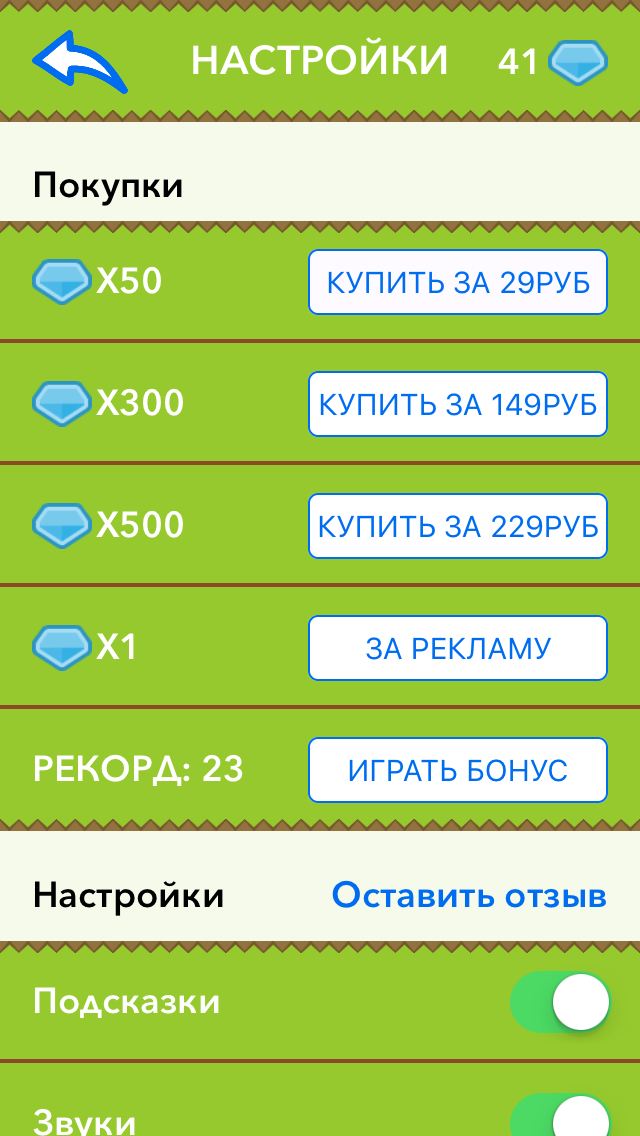 НАСТРОЙКИ 41
Покупки
X50 КУПИТЬ ЗА 29РУБ
X300 КУПИТЬ ЗА 149РУБ
X500 КУПИТЬ ЗА 229РУБ
X1 ЗА РЕКЛАМУ
РЕКОРД: 23 ИГРАТЬ БОНУС
Настройки Оставить отзыв
Подсказки
Звуки